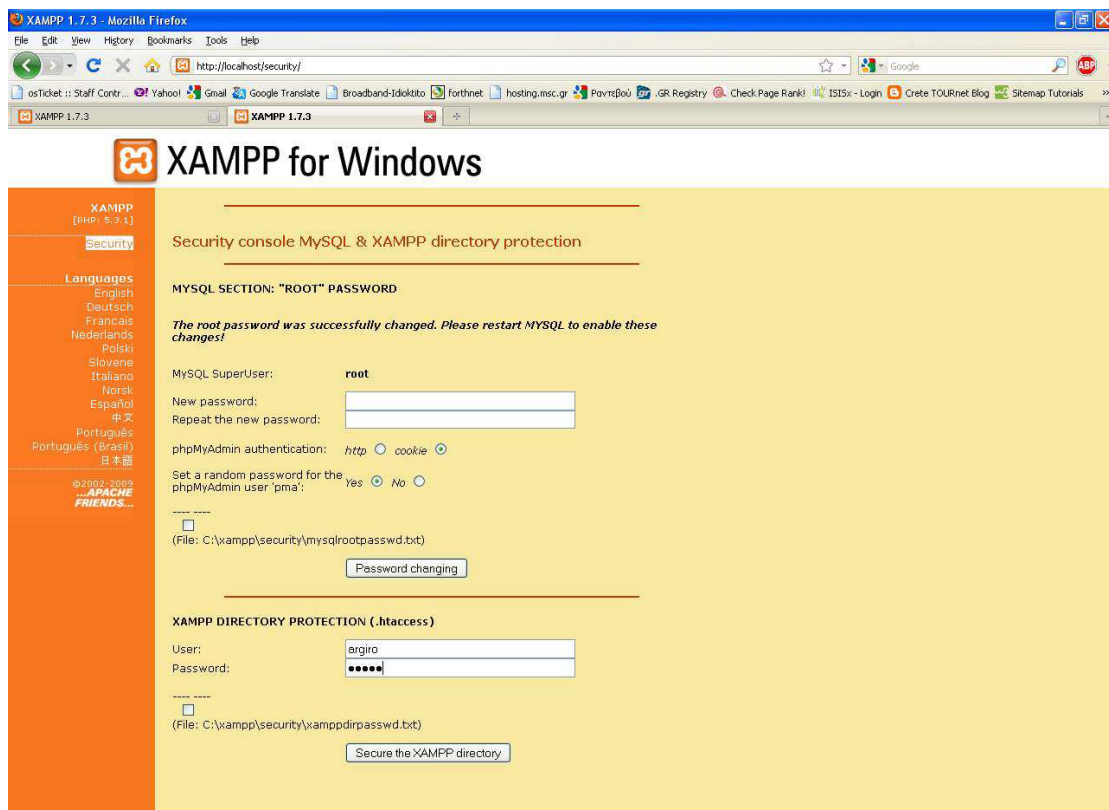 XAMPP 1.7.3 - Mozilla Firefox
File Edit View History Bookmarks Tools Help
http://localhost/security/
Google
ABP
osTicket :: Staff Contr... Yahoo! Gmail Google Translate Broadband-Idioktito forthnet hosting.msc.gr Ραντεβού .GR Registry Check Page Rank! ISISx - Login Crete TOURnet Blog Sitemap Tutorials »
XAMPP 1.7.3 XAMPP 1.7.3
XAMPP for Windows
XAMPP
[PHP: 5.3.1]
Security
Languages
English
Deutsch
Francais
Nederlands
Polski
Slovene
Italiano
Norsk
Español
中文
Português
Português (Brasil)
日本語
©2002-2009
...APACHE
FRIENDS...
Security console MySQL & XAMPP directory protection
MYSQL SECTION: "ROOT" PASSWORD
The root password was successfully changed. Please restart MYSQL to enable these
changes!
MySQL SuperUser: root
New password:
Repeat the new password:
phpMyAdmin authentication: http cookie
Set a random password for the
phpMyAdmin user 'pma': Yes No
---- ----
(File: C:\xampp\security\mysqlrootpasswd.txt)
Password changing
XAMPP DIRECTORY PROTECTION (.htaccess)
User: argiro
Password: •••••
---- ----
(File: C:\xampp\security\xamppdirpasswd.txt)
Secure the XAMPP directory